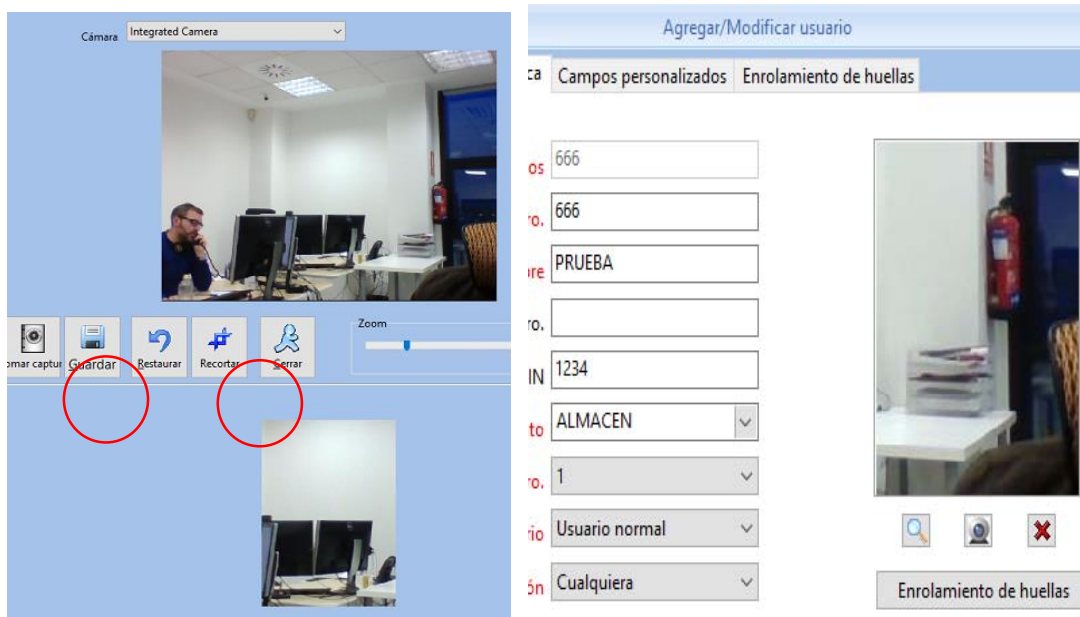 Cámara
Integrated Camera
Zoom
omar captur
Guardar
Restaurar
Recortar
Cerrar
Agregar/Modificar usuario
ca
Campos personalizados
Enrolamiento de huellas
os
666
ro.
666
re
PRUEBA
ro.
IN
1234
to
ALMACEN
ro.
1
rio
Usuario normal
ón
Cualquiera
Enrolamiento de huellas